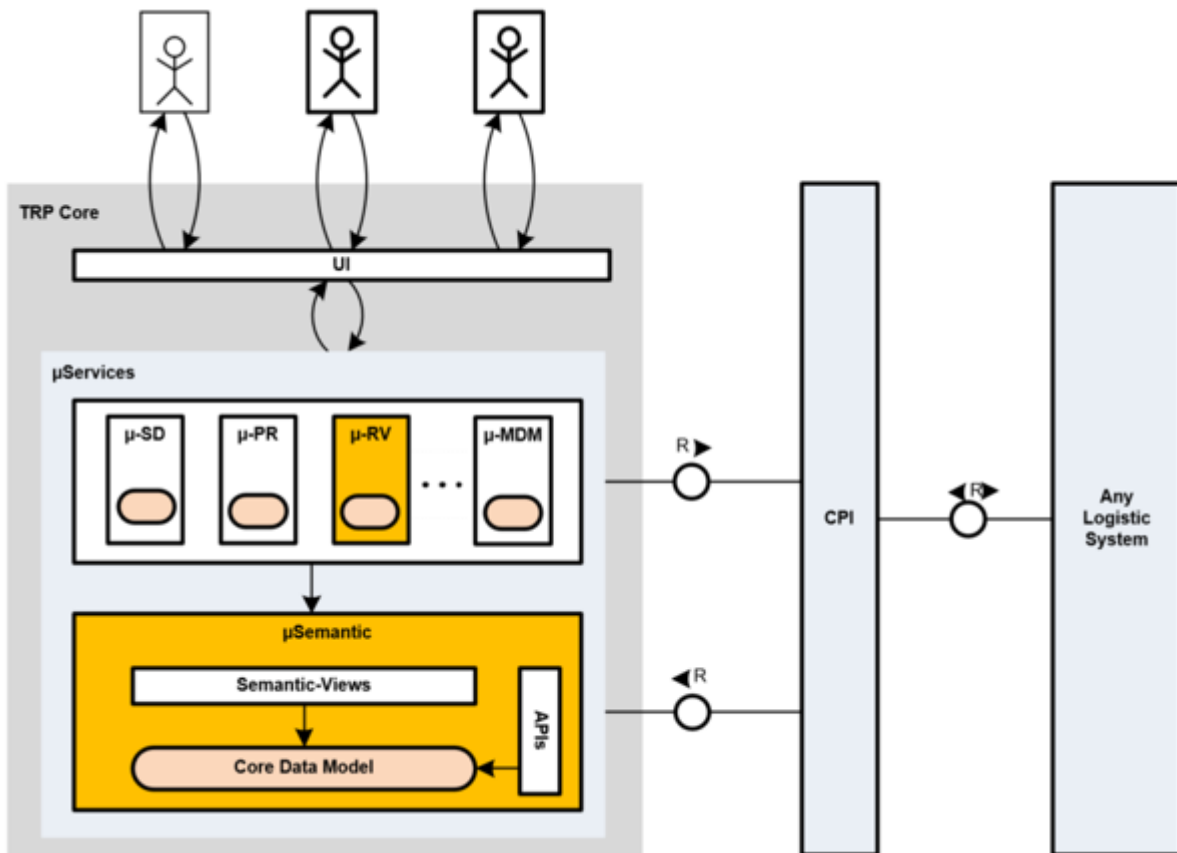 TRP Core
UI
µServices
µ-SD
µ-PR
µ-RV
µ-MDM
R
CPI
R
Any
Logistic
System
µSemantic
Semantic-Views
APIs
Core Data Model
R